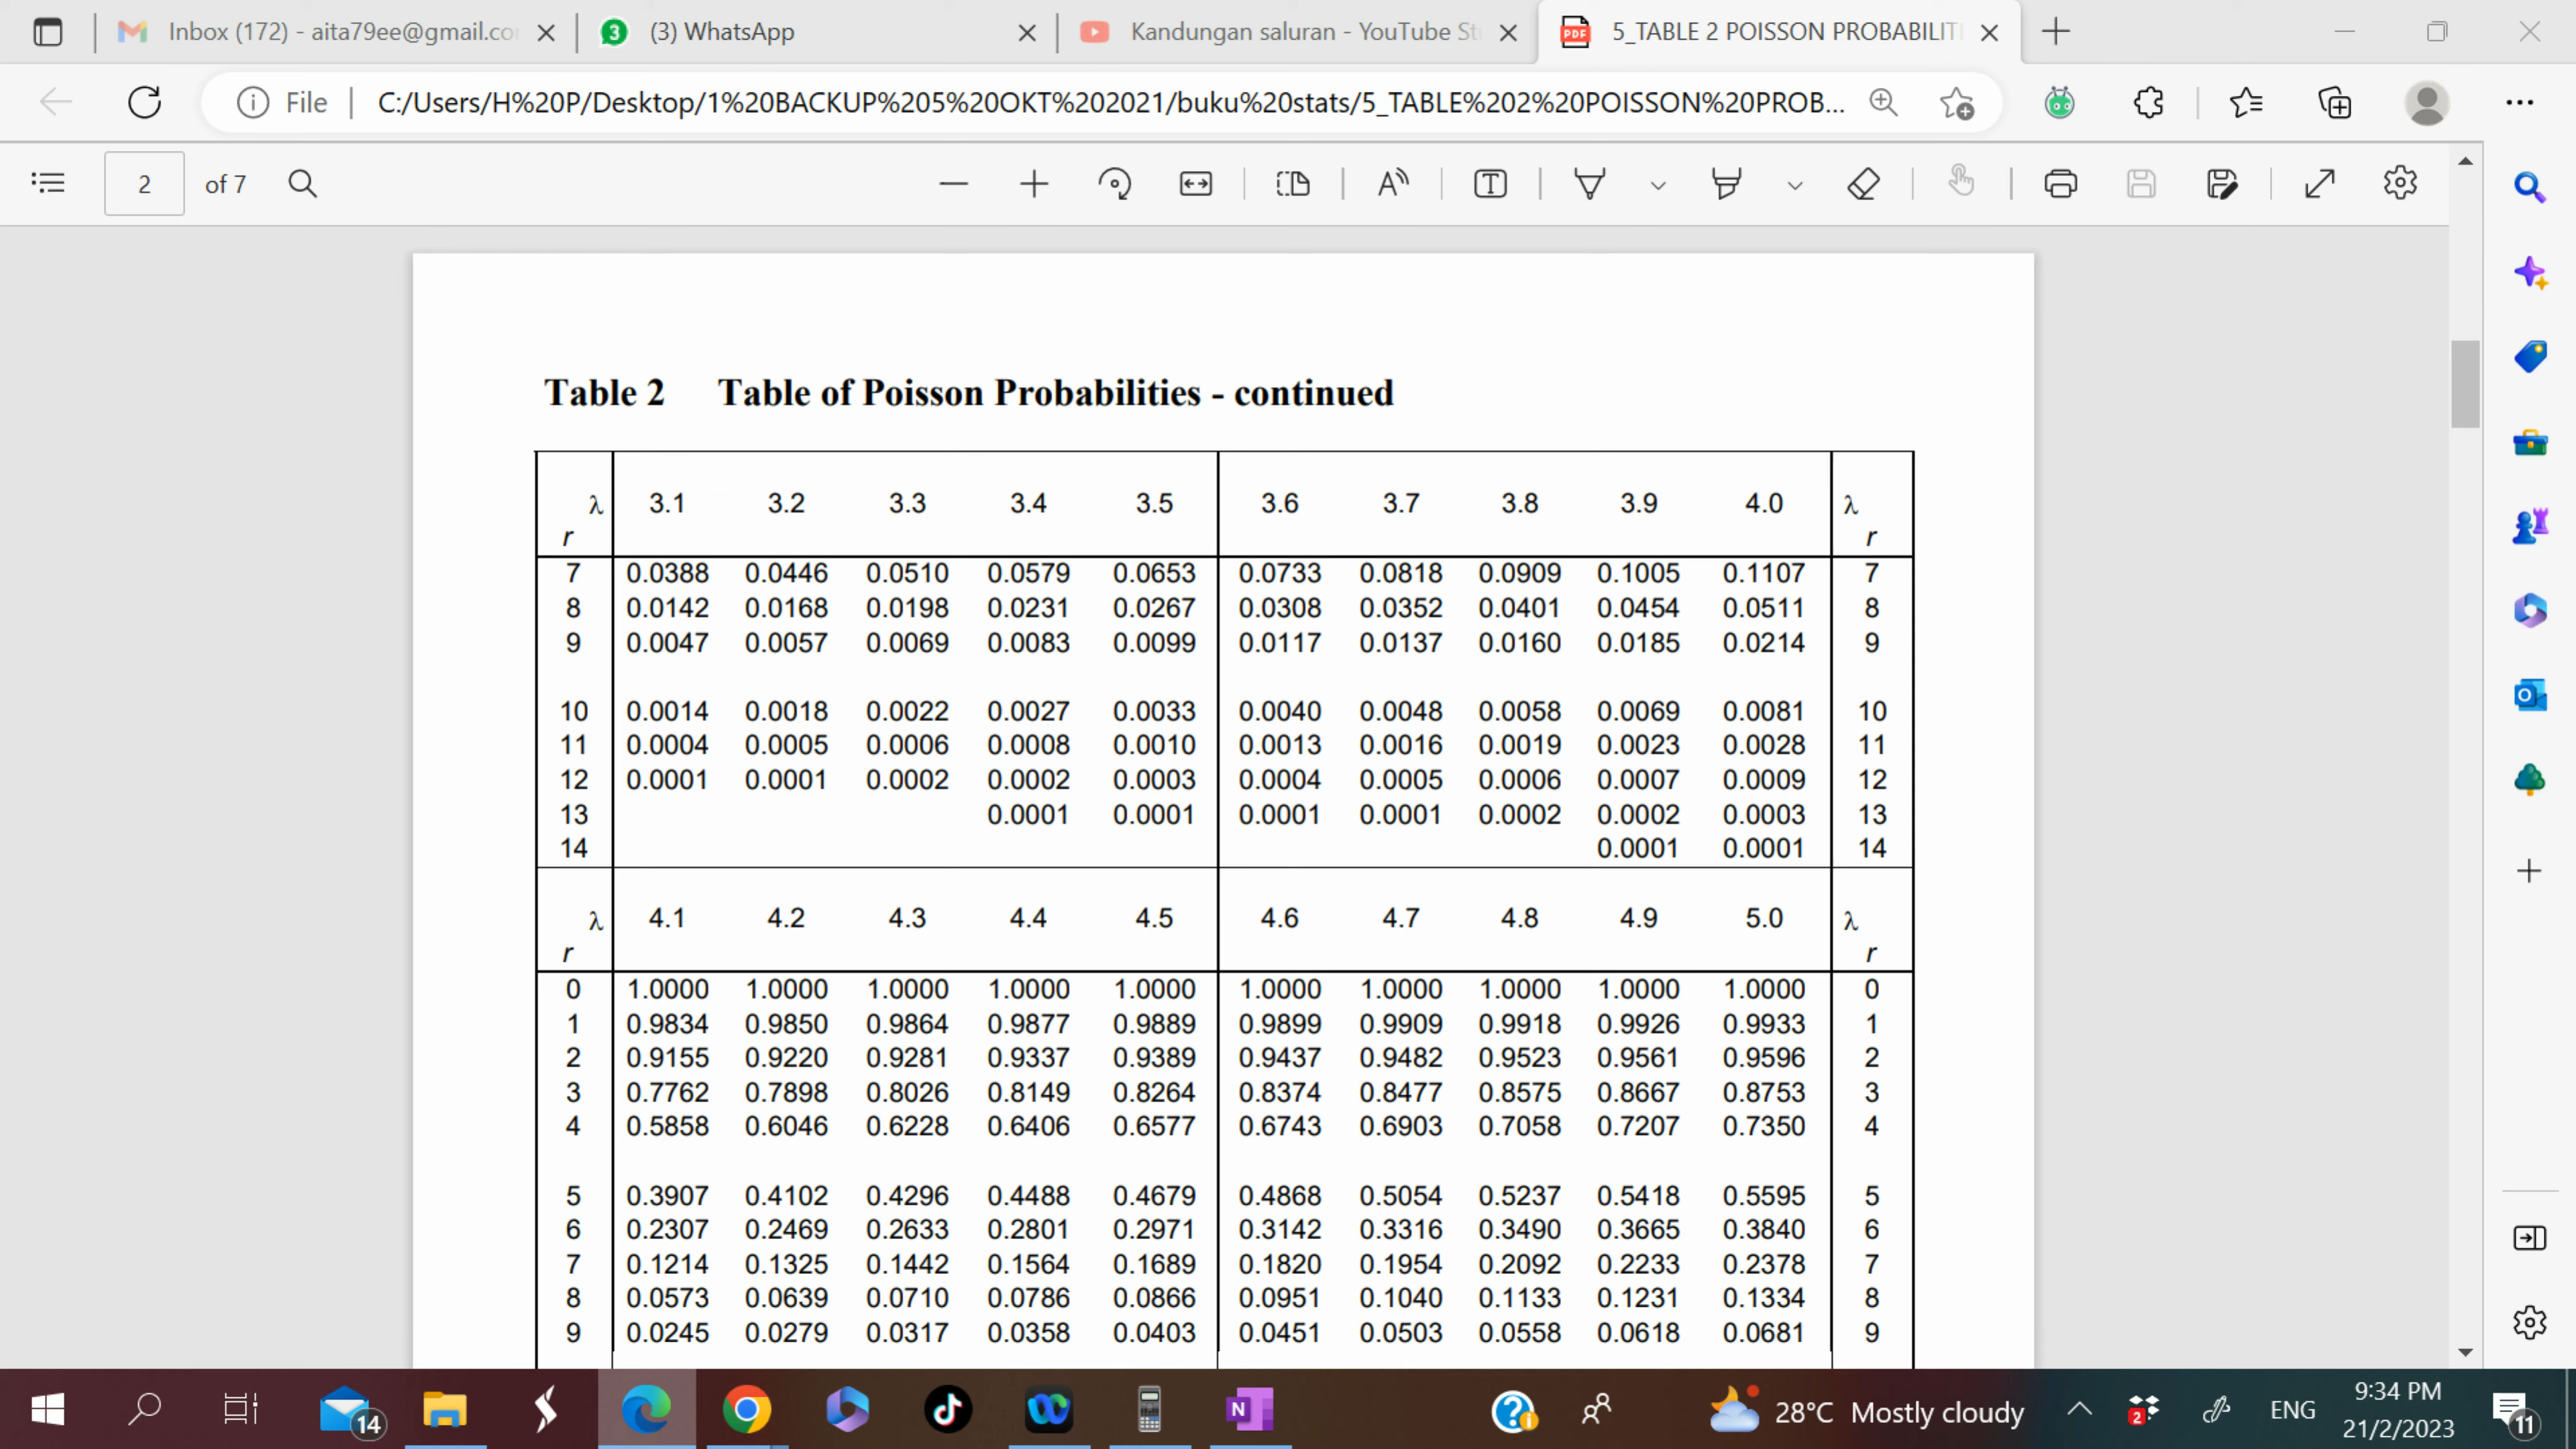 Inbox (172) - aita79ee@gmail.co
3 (3) WhatsApp
Kandungan saluran - YouTube St
PDF 5_TABLE 2 POISSON PROBABILITI
File C:/Users/H%20P/Desktop/1%20BACKUP%205%20OKT%202021/buku%20stats/5_TABLE%202%20POISSON%20PROB...
2 of 7
Table 2 Table of Poisson Probabilities - continued
λ 3.1 3.2 3.3 3.4 3.5 3.6 3.7 3.8 3.9 4.0 λ
r r
7 0.0388 0.0446 0.0510 0.0579 0.0653 0.0733 0.0818 0.0909 0.1005 0.1107 7
8 0.0142 0.0168 0.0198 0.0231 0.0267 0.0308 0.0352 0.0401 0.0454 0.0511 8
9 0.0047 0.0057 0.0069 0.0083 0.0099 0.0117 0.0137 0.0160 0.0185 0.0214 9
10 0.0014 0.0018 0.0022 0.0027 0.0033 0.0040 0.0048 0.0058 0.0069 0.0081 10
11 0.0004 0.0005 0.0006 0.0008 0.0010 0.0013 0.0016 0.0019 0.0023 0.0028 11
12 0.0001 0.0001 0.0002 0.0002 0.0003 0.0004 0.0005 0.0006 0.0007 0.0009 12
13 0.0001 0.0001 0.0001 0.0001 0.0002 0.0002 0.0003 13
14 0.0001 0.0001 14
λ 4.1 4.2 4.3 4.4 4.5 4.6 4.7 4.8 4.9 5.0 λ
r r
0 1.0000 1.0000 1.0000 1.0000 1.0000 1.0000 1.0000 1.0000 1.0000 1.0000 0
1 0.9834 0.9850 0.9864 0.9877 0.9889 0.9899 0.9909 0.9918 0.9926 0.9933 1
2 0.9155 0.9220 0.9281 0.9337 0.9389 0.9437 0.9482 0.9523 0.9561 0.9596 2
3 0.7762 0.7898 0.8026 0.8149 0.8264 0.8374 0.8477 0.8575 0.8667 0.8753 3
4 0.5858 0.6046 0.6228 0.6406 0.6577 0.6743 0.6903 0.7058 0.7207 0.7350 4
5 0.3907 0.4102 0.4296 0.4488 0.4679 0.4868 0.5054 0.5237 0.5418 0.5595 5
6 0.2307 0.2469 0.2633 0.2801 0.2971 0.3142 0.3316 0.3490 0.3665 0.3840 6
7 0.1214 0.1325 0.1442 0.1564 0.1689 0.1820 0.1954 0.2092 0.2233 0.2378 7
8 0.0573 0.0639 0.0710 0.0786 0.0866 0.0951 0.1040 0.1133 0.1231 0.1334 8
9 0.0245 0.0279 0.0317 0.0358 0.0403 0.0451 0.0503 0.0558 0.0618 0.0681 9
14
N
28°C Mostly cloudy
2
ENG
9:34 PM
21/2/2023
11